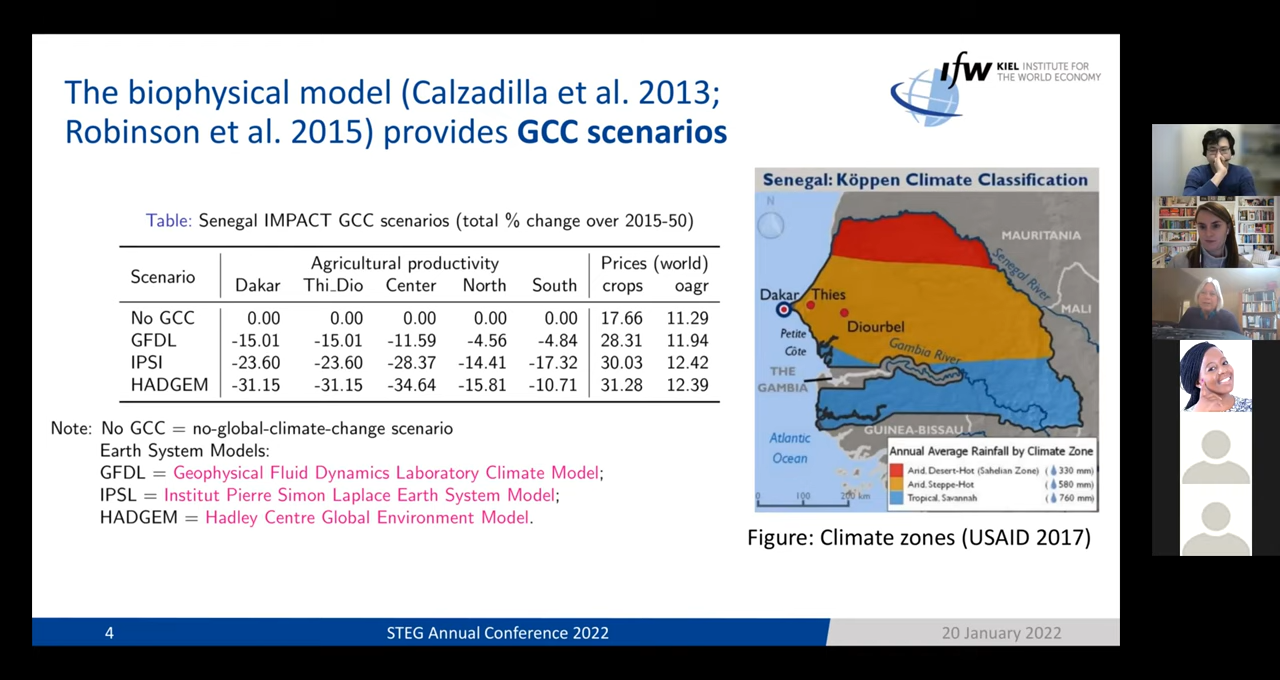 The biophysical model (Calzadilla et al. 2013;
Robinson et al. 2015) provides GCC scenarios
ifw KIEL INSTITUTE FOR
THE WORLD ECONOMY
Table: Senegal IMPACT GCC scenarios (total % change over 2015-50)
Scenario Agricultural productivity Prices (world)
Dakar Thi_Dio Center North South crops oagr
No GCC 0.00 0.00 0.00 0.00 0.00 17.66 11.29
GFDL -15.01 -15.01 -11.59 -4.56 -4.84 28.31 11.94
IPSI -23.60 -23.60 -28.37 -14.41 -17.32 30.03 12.42
HADGEM -31.15 -31.15 -34.64 -15.81 -10.71 31.28 12.39
Note: No GCC = no-global-climate-change scenario
Earth System Models:
GFDL = Geophysical Fluid Dynamics Laboratory Climate Model;
IPSL = Institut Pierre Simon Laplace Earth System Model;
HADGEM = Hadley Centre Global Environment Model.
Senegal: Köppen Climate Classification
N
MAURITANIA
Senegal River
MALI
Dakar Thies
Diourbel
Petite
Côte
Gambia River
THE
GAMBIA
GUINEA-BISSAU
Atlantic
Ocean
0 100 200 km
Annual Average Rainfall by Climate Zone
Arid. Desert-Hot (Sahelian Zone) (330 mm)
Arid. Steppe-Hot (580 mm)
Tropical. Savannah (760 mm)
Figure: Climate zones (USAID 2017)
4 STEG Annual Conference 2022 20 January 2022